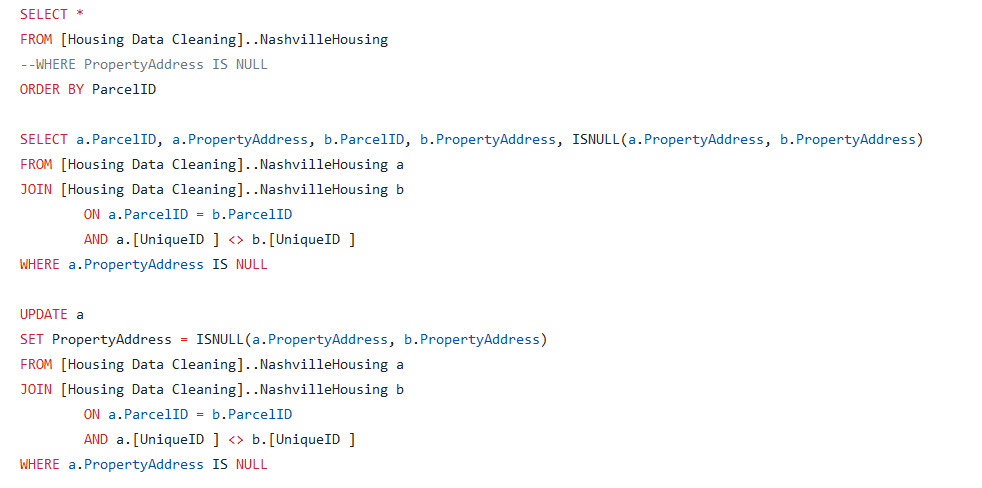 SELECT *
FROM [Housing Data Cleaning]..NashvilleHousing
--WHERE PropertyAddress IS NULL
ORDER BY ParcelID

SELECT a.ParcelID, a.PropertyAddress, b.ParcelID, b.PropertyAddress, ISNULL(a.PropertyAddress, b.PropertyAddress)
FROM [Housing Data Cleaning]..NashvilleHousing a
JOIN [Housing Data Cleaning]..NashvilleHousing b
        ON a.ParcelID = b.ParcelID
        AND a.[UniqueID ] <> b.[UniqueID ]
WHERE a.PropertyAddress IS NULL

UPDATE a
SET PropertyAddress = ISNULL(a.PropertyAddress, b.PropertyAddress)
FROM [Housing Data Cleaning]..NashvilleHousing a
JOIN [Housing Data Cleaning]..NashvilleHousing b
        ON a.ParcelID = b.ParcelID
        AND a.[UniqueID ] <> b.[UniqueID ]
WHERE a.PropertyAddress IS NULL